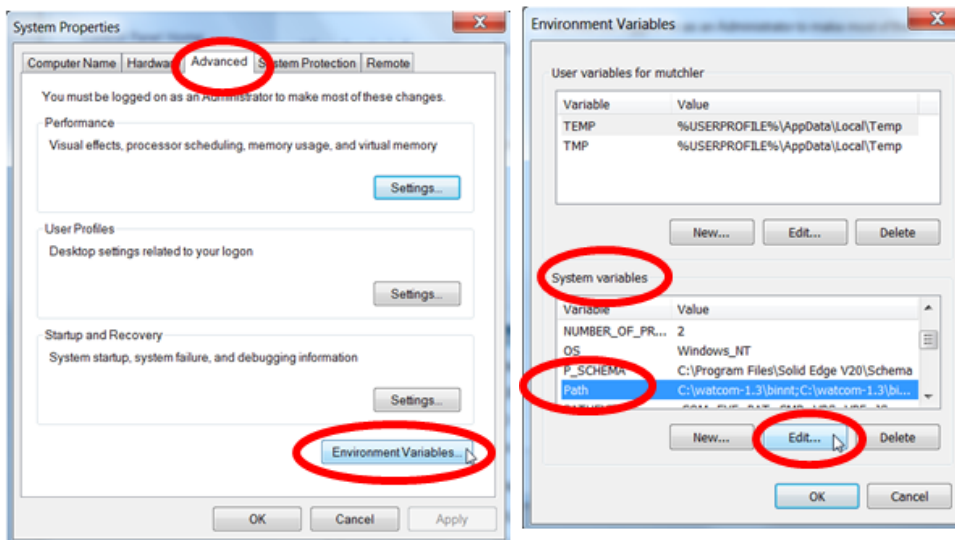 System Properties
Computer Name Hardware Advanced System Protection Remote
You must be logged on as an Administrator to make most of these changes.
Performance
Visual effects, processor scheduling, memory usage, and virtual memory
Settings...
User Profiles
Desktop settings related to your logon
Settings...
Startup and Recovery
System startup, system failure, and debugging information
Settings...
Environment Variables...
OK Cancel Apply
Environment Variables
User variables for mutchler
Variable Value
TEMP %USERPROFILE%\AppData\Local\Temp
TMP %USERPROFILE%\AppData\Local\Temp
New... Edit... Delete
System variables
Variable Value
NUMBER_OF_PR... 2
OS Windows_NT
P_SCHEMA C:\Program Files\Solid Edge V20\Schema
Path C:\watcom-1.3\binnt;C:\watcom-1.3\bi...
New... Edit... Delete
OK Cancel